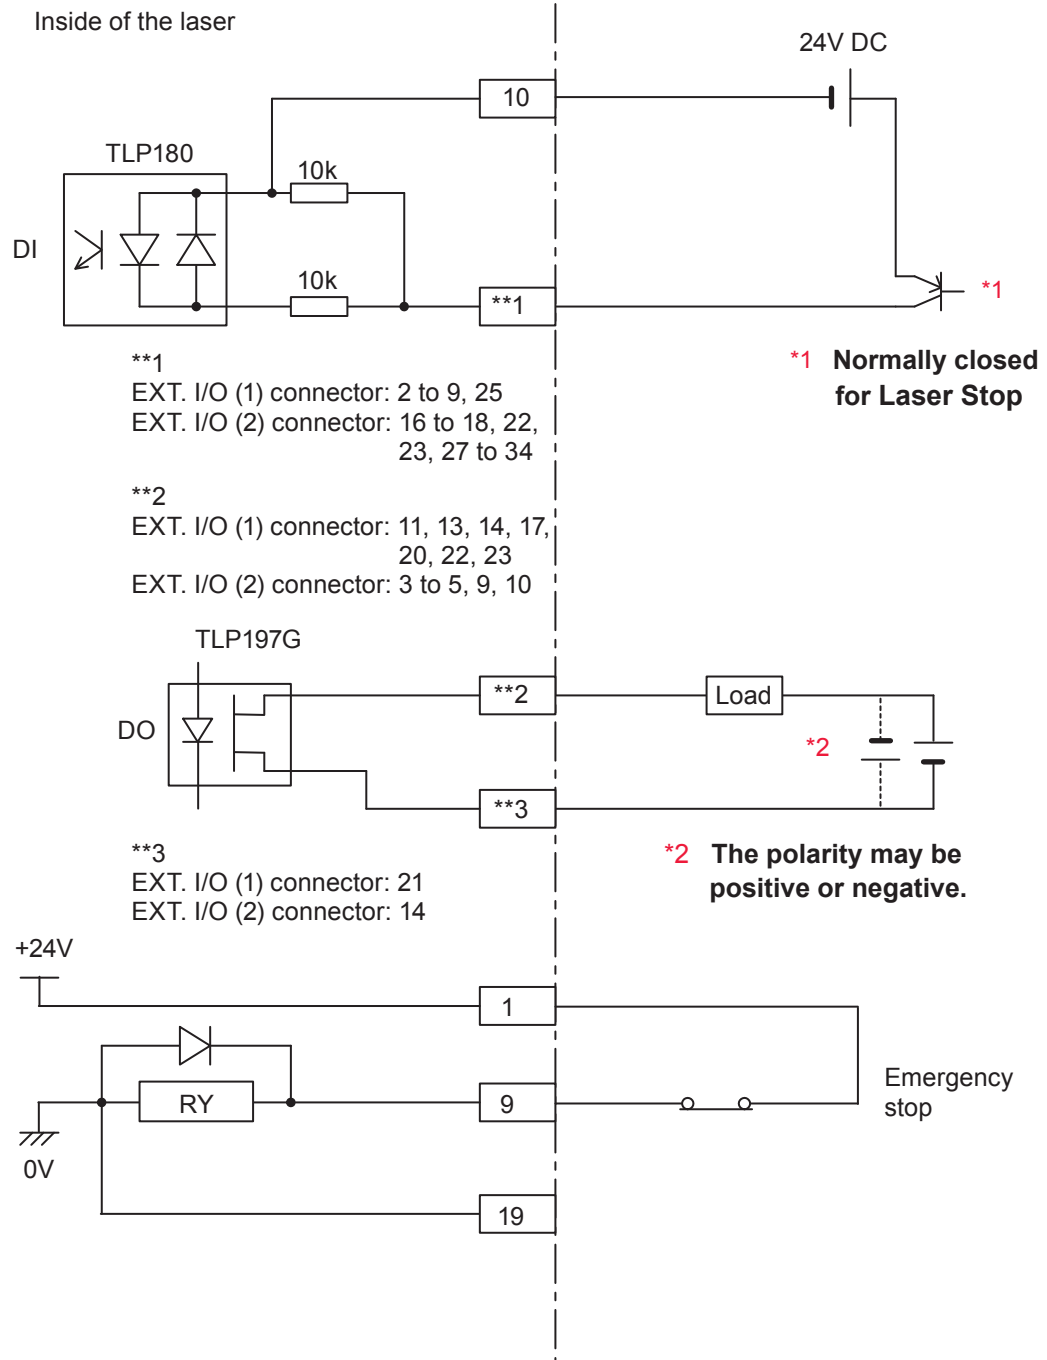 Inside of the laser
24V DC
10
TLP180
10k
DI
10k
**1
*1
**1
EXT. I/O (1) connector: 2 to 9, 25
EXT. I/O (2) connector: 16 to 18, 22,
23, 27 to 34
*1 Normally closed
for Laser Stop
**2
EXT. I/O (1) connector: 11, 13, 14, 17,
20, 22, 23
EXT. I/O (2) connector: 3 to 5, 9, 10
TLP197G
**2
Load
DO
*2
**3
**3
EXT. I/O (1) connector: 21
EXT. I/O (2) connector: 14
*2 The polarity may be
positive or negative.
+24V
1
RY
9
Emergency
stop
0V
19